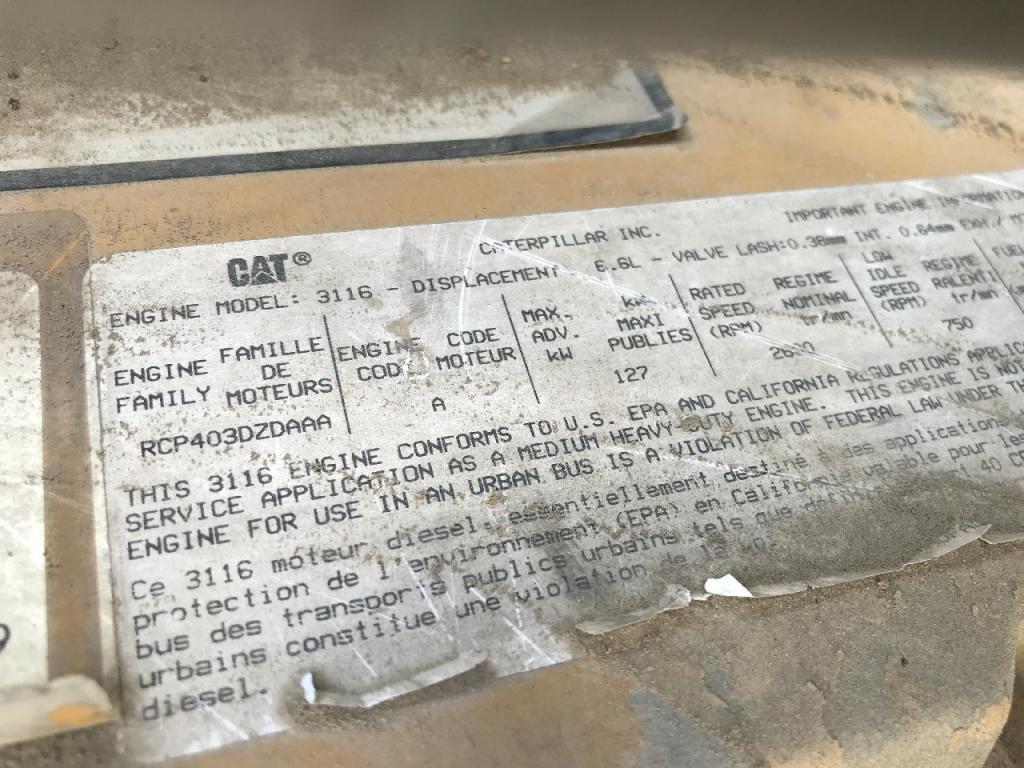 CAT®
CATERPILLAR INC.
IMPORTANT ENGINE INFORMATION
ENGINE MODEL: 3116 - DISPLACEMENT 6.6L - VALVE LASH:0.38mm INT. 0.64mm EXH
ENGINE FAMILLE
DE
FAMILY MOTEURS
RCP403DZDAAA
ENGINE CODE
CODE MOTEUR
A
MAX. kW
ADV. MAXI
kW PUBLIES
127
RATED REGIME
SPEED NOMINAL
(RPM) tr/mn
LOW
IDLE REGIME
SPEED RALENTI
(RPM) tr/mn
750
THIS 3116 ENGINE CONFORMS TO U.S. EPA AND CALIFORNIA REGULATIONS
SERVICE APPLICATION AS A MEDIUM HEAVY-DUTY ENGINE. THIS ENGINE IS NOT
ENGINE FOR USE IN AN URBAN BUS IS A VIOLATION OF FEDERAL LAW UNDER
Ce 3116 moteur diesel, essentiellement destiné à des application
protection de l'environnement (EPA) en valable pour les
bus des transports publics urbains tels que 40
urbains constitue une violation de la
diesel.